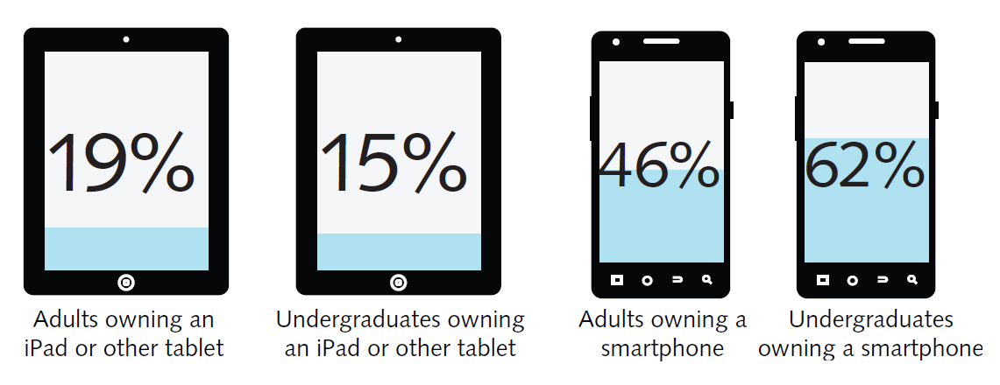 19%
15%
46%
62%
Adults owning an
iPad or other tablet
Undergraduates owning
an iPad or other tablet
Adults owning a
smartphone
Undergraduates
owning a smartphone